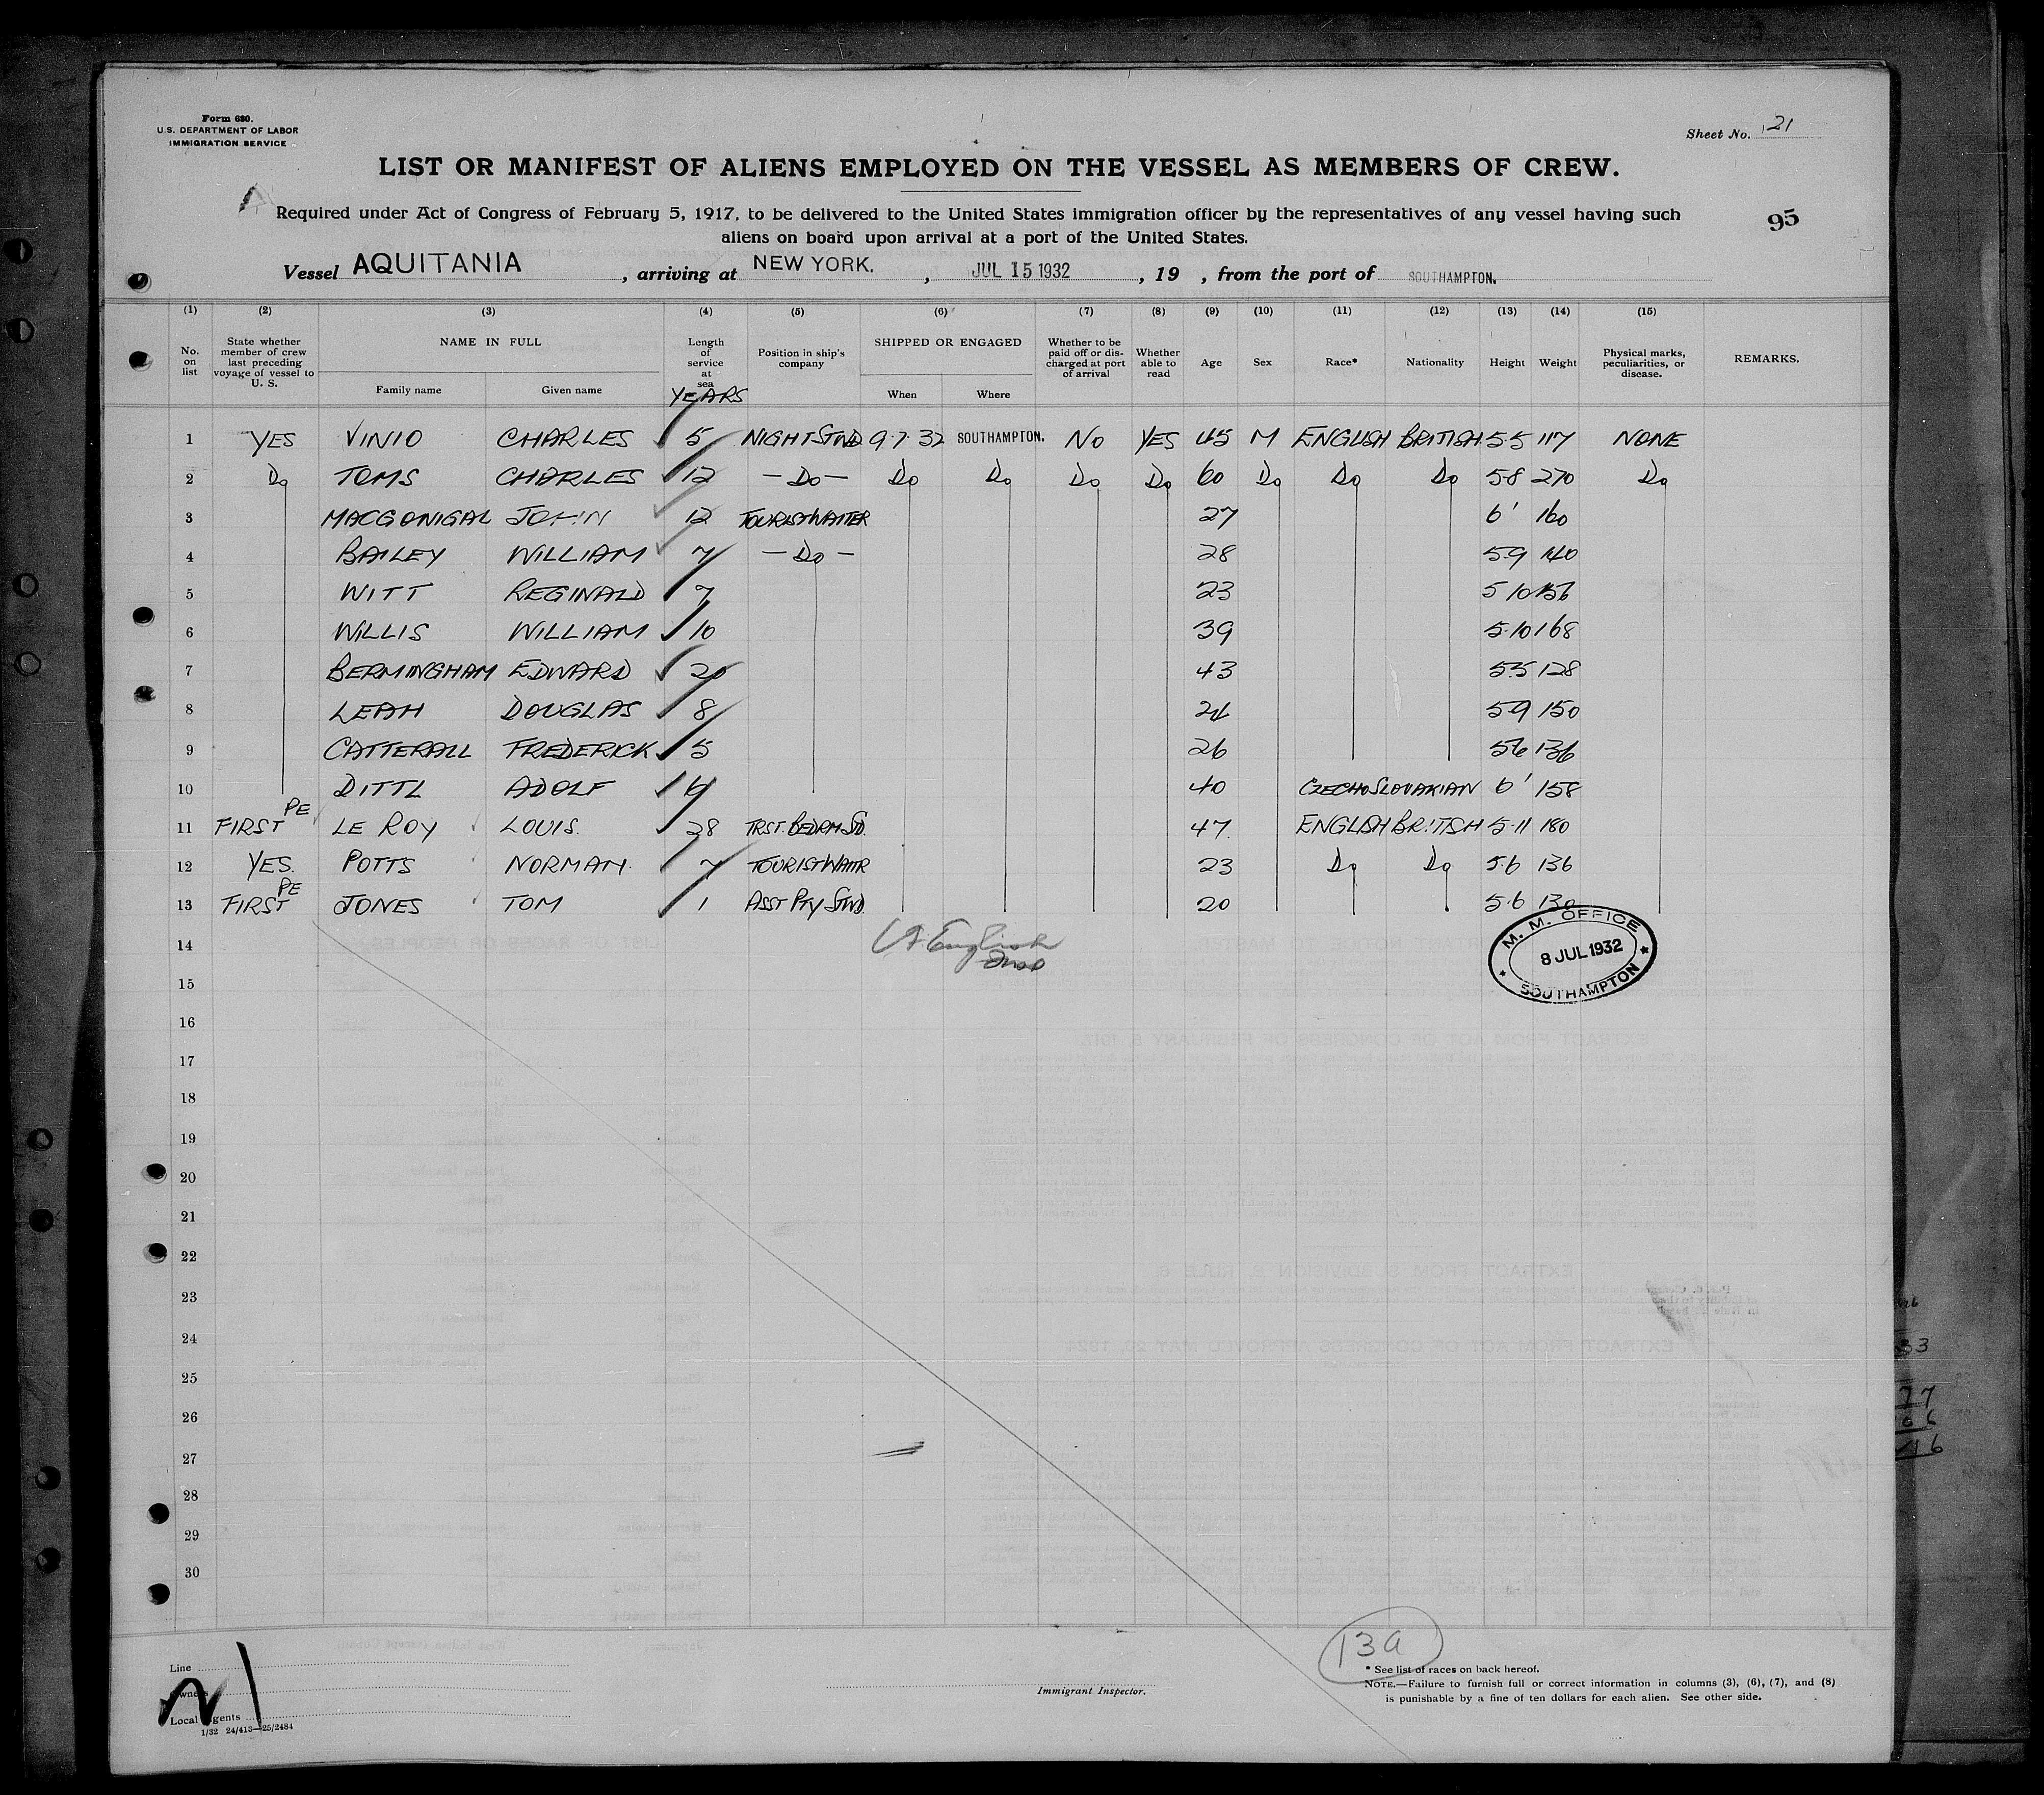 Form 680.
U.S. DEPARTMENT OF LABOR
IMMIGRATION SERVICE
Sheet No. 21
LIST OR MANIFEST OF ALIENS EMPLOYED ON THE VESSEL AS MEMBERS OF CREW.
Required under Act of Congress of February 5, 1917, to be delivered to the United States immigration officer by the representatives of any vessel having such
aliens on board upon arrival at a port of the United States.
95
Vessel AQUITANIA, arriving at NEW YORK., JUL 15 1932, 19 , from the port of SOUTHAMPTON.
(1) (2) (3) (4) (5) (6) (7) (8) (9) (10) (11) (12) (13) (14) (15)
No. on list
State whether member of crew last preceding voyage of vessel to U. S.
NAME IN FULL
Family name Given name
Length of service at sea
YEARS
Position in ship's company
SHIPPED OR ENGAGED
When Where
Whether to be paid off or discharged at port of arrival
Whether able to read
Age Sex Race* Nationality Height Weight
Physical marks, peculiarities, or disease.
REMARKS.
1 YES VINIO CHARLES 5 NIGHT STWD 9.7.32 SOUTHAMPTON. NO YES 45 M ENGLISH BRITISH 5.5 117 NONE
2 Do TOMS CHARLES 12 — Do — Do Do Do Do 60 Do Do Do 5.8 270 Do
3 MACGONIGAL JOHN 12 TOURIST WAITER 27 6' 160
4 BAILEY WILLIAM 7 — Do — 28 5.9 140
5 WITT REGINALD 7 23 5 10 156
6 WILLIS WILLIAM 10 39 5.10 168
7 BERMINGHAM EDWARD 20 43 5.5 128
8 LEAH DOUGLAS 8 5.9 150
9 CATTERALL FREDERICK 5 26 5.6 136
10 DITTL ADOLF 40 CZECHOSLOVAKIAN 6' 158
11 FIRST PE LE ROY LOUIS. 28 TRST. BEDRM STD. 47. ENGLISH BRITISH 5.11 180
12 YES. POTTS NORMAN. 7 TOURIST WAITR 23 Do Do 5.6 136
13 FIRST PE JONES TOM 1 ASST PTY STWD. 20 5.6 130
14
15
16
17
18
19
20
21
22
23
24
25
26
27
28
29
30
English
M. M. OFFICE
8 JUL 1932
SOUTHAMPTON
13a
Line
Owners
Local Agents
1/32 24/413—25/2484
Immigrant Inspector.
* See list of races on back hereof.
NOTE.—Failure to furnish full or correct information in columns (3), (6), (7), and (8)
is punishable by a fine of ten dollars for each alien. See other side.